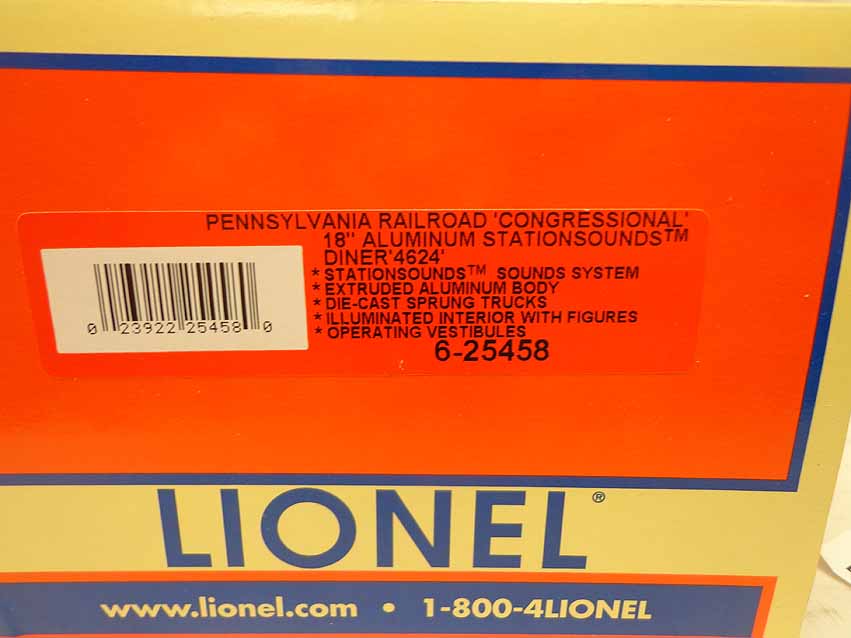 PENNSYLVANIA RAILROAD 'CONGRESSIONAL'
18" ALUMINUM STATIONSOUNDS™
DINER'4624'
* STATIONSOUNDS™ SOUNDS SYSTEM
* EXTRUDED ALUMINUM BODY
* DIE-CAST SPRUNG TRUCKS
* ILLUMINATED INTERIOR WITH FIGURES
* OPERATING VESTIBULES
6-25458
0 23922 25458 0
LIONEL®
www.lionel.com • 1-800-4LIONEL